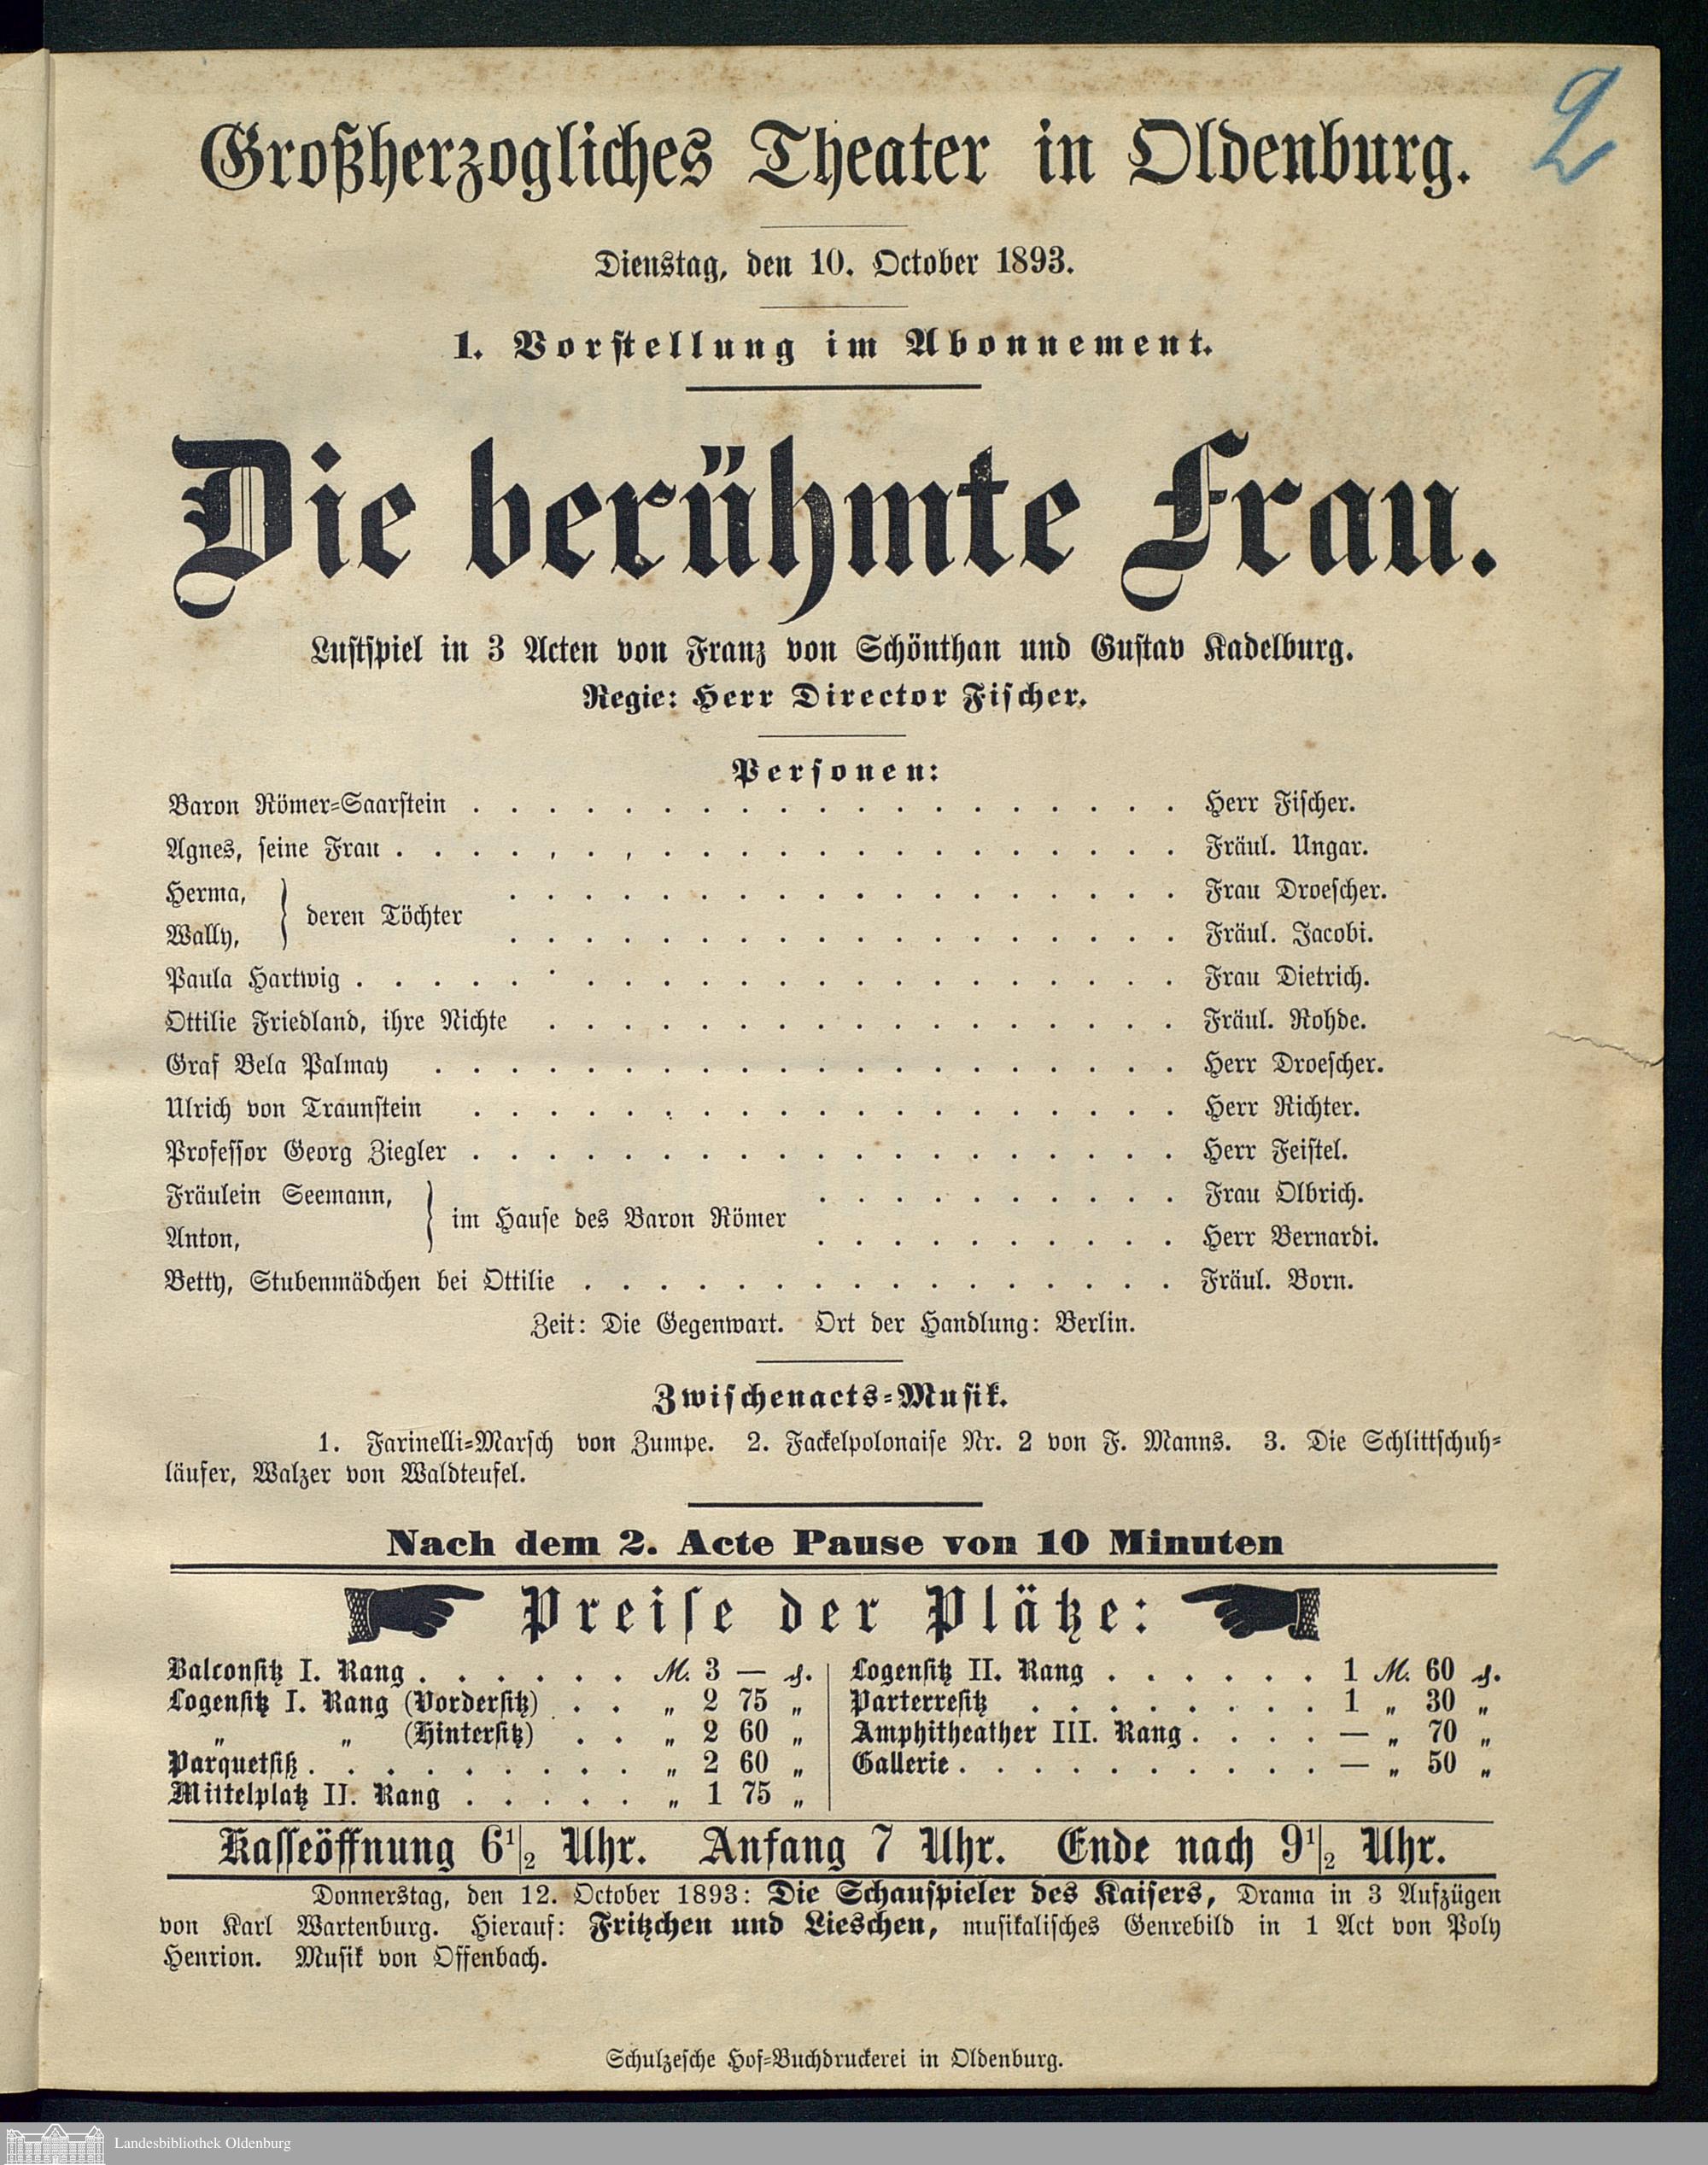 2
Großherzogliches Theater in Oldenburg.
Dienstag, den 10. October 1893.
1. Vorstellung im Abonnement.
Die berühmte Frau.
Lustspiel in 3 Acten von Franz von Schönthan und Gustav Kadelburg.
Regie: Herr Director Fischer.
Personen:
Baron Römer=Saarstein . . . . . . . . . . . . . . . . . . . Herr Fischer.
Agnes, seine Frau . . . . . . . . . . . . . . . . . . . . . Fräul. Ungar.
Herma, } deren Töchter . . . . . . . . . . . . . . . . . . Frau Droescher.
Wally, . . . . . . . . . . . . . . . . . . Fräul. Jacobi.
Paula Hartwig . . . . . . . . . . . . . . . . . . . . . . Frau Dietrich.
Ottilie Friedland, ihre Nichte . . . . . . . . . . . . . . . . . Fräul. Rohde.
Graf Bela Palmay . . . . . . . . . . . . . . . . . . . . Herr Droescher.
Ulrich von Traunstein . . . . . . . . . . . . . . . . . . . Herr Richter.
Professor Georg Ziegler . . . . . . . . . . . . . . . . . . . Herr Feistel.
Fräulein Seemann, } im Hause des Baron Römer . . . . . . . . . . Frau Olbrich.
Anton, . . . . . . . . . . Herr Bernardi.
Betty, Stubenmädchen bei Ottilie . . . . . . . . . . . . . . . . Fräul. Born.
Zeit: Die Gegenwart. Ort der Handlung: Berlin.
Zwischenacts=Musik.
1. Farinelli=Marsch von Zumpe. 2. Fackelpolonaise Nr. 2 von F. Manns. 3. Die Schlittschuh=
läufer, Walzer von Waldteufel.
Nach dem 2. Acte Pause von 10 Minuten
Preise der Plätze:
Balconsitz I. Rang . . . . . . M. 3 — ₰.
Logensitz I. Rang (Vordersitz) . . „ 2 75 „
„ „ (Hintersitz) . . „ 2 60 „
Parquetsiß . . . . . . . . . „ 2 60 „
Mittelplatz II. Rang . . . . . „ 1 75 „
Logensitz II. Rang . . . . . . 1 M. 60 ₰.
Parterresitz . . . . . . . . 1 „ 30 „
Amphitheather III. Rang . . . . — „ 70 „
Gallerie . . . . . . . . . . — „ 50 „
Kasseöffnung 6 1/2 Uhr. Anfang 7 Uhr. Ende nach 9 1/2 Uhr.
Donnerstag, den 12. October 1893: Die Schauspieler des Kaisers, Drama in 3 Aufzügen
von Karl Wartenburg. Hierauf: Fritzchen und Lieschen, musikalisches Genrebild in 1 Act von Poly
Henrion. Musik von Offenbach.
Schulzesche Hof=Buchdruckerei in Oldenburg.
Landesbibliothek Oldenburg